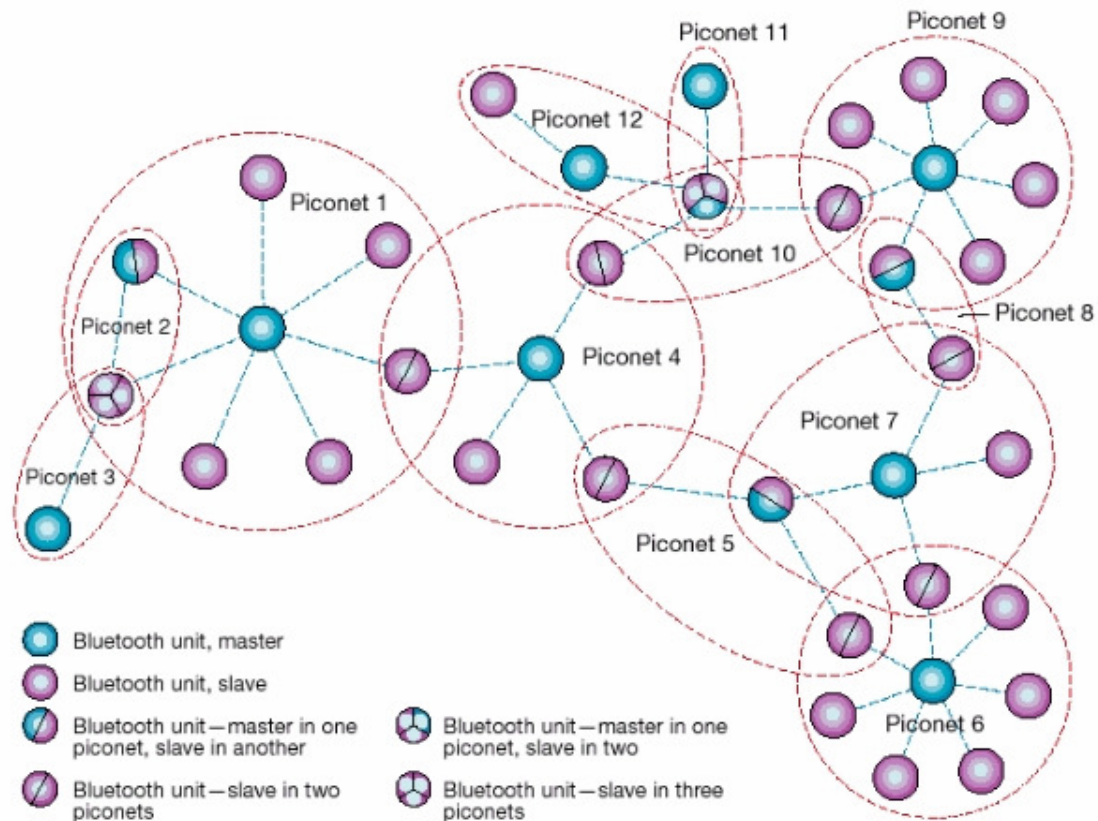 Piconet 9
Piconet 11
Piconet 12
Piconet 1
Piconet 10
Piconet 2
Piconet 8
Piconet 4
Piconet 7
Piconet 3
Piconet 5
Piconet 6
Bluetooth unit, master
Bluetooth unit, slave
Bluetooth unit—master in one
piconet, slave in another
Bluetooth unit—slave in two
piconets
Bluetooth unit—master in one
piconet, slave in two
Bluetooth unit—slave in three
piconets